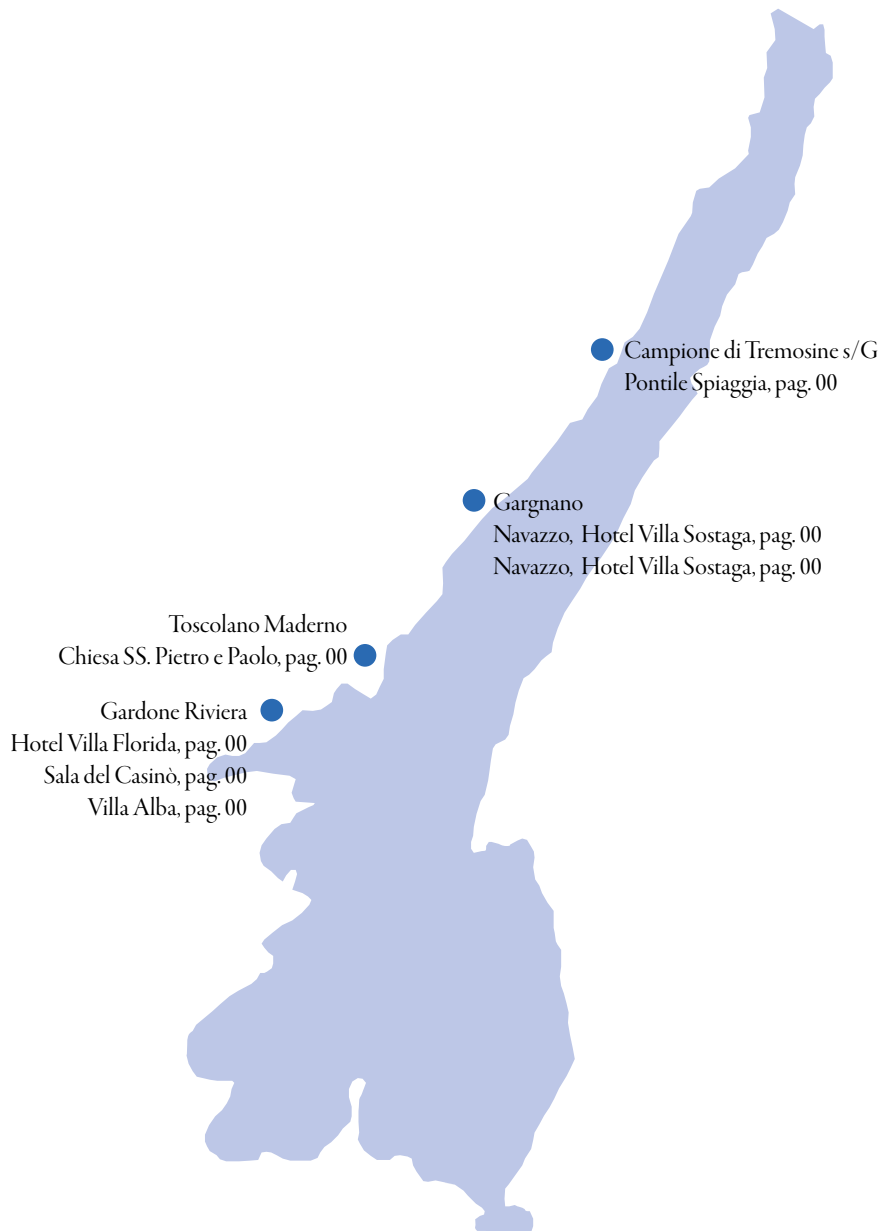 Campione di Tremosine s/G
Pontile Spiaggia, pag. 00
Gargnano
Navazzo, Hotel Villa Sostaga, pag. 00
Navazzo, Hotel Villa Sostaga, pag. 00
Toscolano Maderno
Chiesa SS. Pietro e Paolo, pag. 00
Gardone Riviera
Hotel Villa Florida, pag. 00
Sala del Casinò, pag. 00
Villa Alba, pag. 00